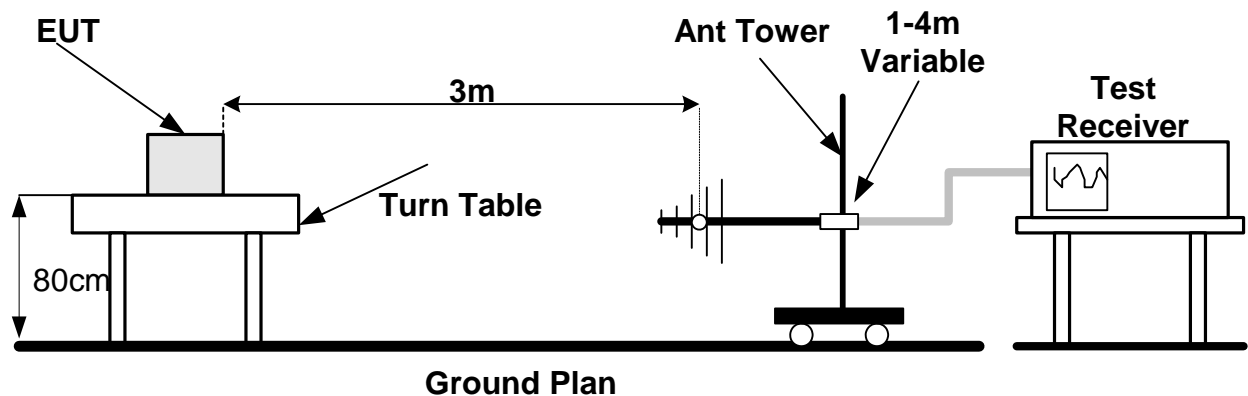 EUT
Ant Tower
1-4m
Variable
3m
Test
Receiver
Turn Table
80cm
Ground Plan